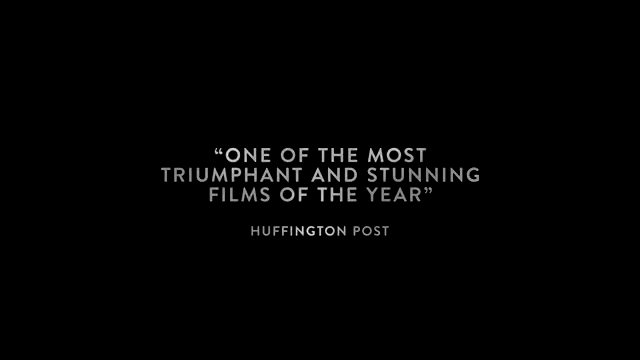 “ONE OF THE MOST
TRIUMPHANT AND STUNNING
FILMS OF THE YEAR”
HUFFINGTON POST